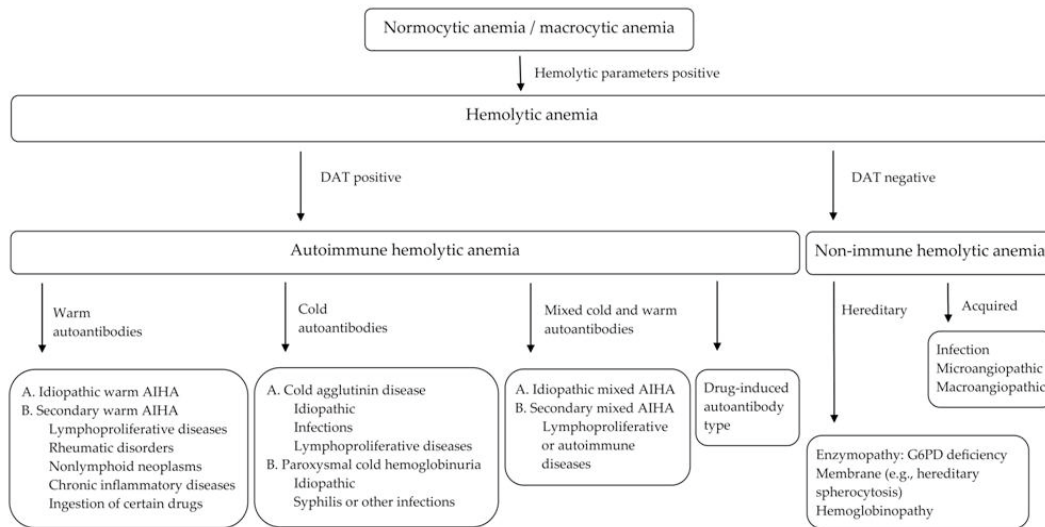 Normocytic anemia / macrocytic anemia
Hemolytic parameters positive
Hemolytic anemia
DAT positive
DAT negative
Autoimmune hemolytic anemia
Non-immune hemolytic anemia
Warm
autoantibodies
Cold
autoantibodies
Mixed cold and warm
autoantibodies
Hereditary
Acquired
A. Idiopathic warm AIHA
B. Secondary warm AIHA
Lymphoproliferative diseases
Rheumatic disorders
Nonlymphoid neoplasms
Chronic inflammatory diseases
Ingestion of certain drugs
A. Cold agglutinin disease
Idiopathic
Infections
Lymphoproliferative diseases
B. Paroxysmal cold hemoglobinuria
Idiopathic
Syphilis or other infections
A. Idiopathic mixed AIHA
B. Secondary mixed AIHA
Lymphoproliferative
or autoimmune
diseases
Drug-induced
autoantibody
type
Infection
Microangiopathic
Macroangiopathic
Enzymopathy: G6PD deficiency
Membrane (e.g., hereditary
spherocytosis)
Hemoglobinopathy